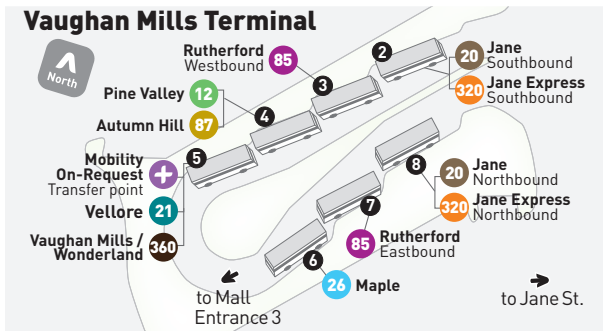 Vaughan Mills Terminal
North
Rutherford
Westbound
85
3
2
20
Jane
Southbound
320
Jane Express
Southbound
Pine Valley 12
4
Autumn Hill 87
5
Mobility
On-Request
Transfer point
Vellore 21
Vaughan Mills /
Wonderland
360
8
20
Jane
Northbound
320
Jane Express
Northbound
7
85
Rutherford
Eastbound
6
26 Maple
to Mall
Entrance 3
to Jane St.